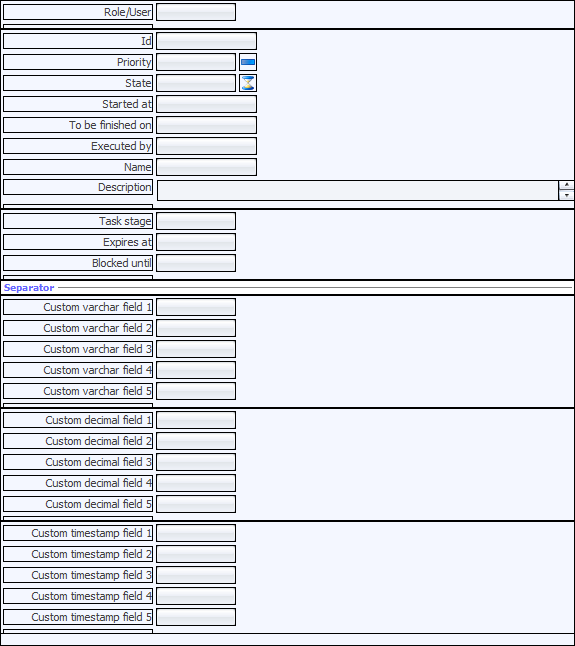 Role/User
Id
Priority
State
Started at
To be finished on
Executed by
Name
Description
Task stage
Expires at
Blocked until
Separator
Custom varchar field 1
Custom varchar field 2
Custom varchar field 3
Custom varchar field 4
Custom varchar field 5
Custom decimal field 1
Custom decimal field 2
Custom decimal field 3
Custom decimal field 4
Custom decimal field 5
Custom timestamp field 1
Custom timestamp field 2
Custom timestamp field 3
Custom timestamp field 4
Custom timestamp field 5